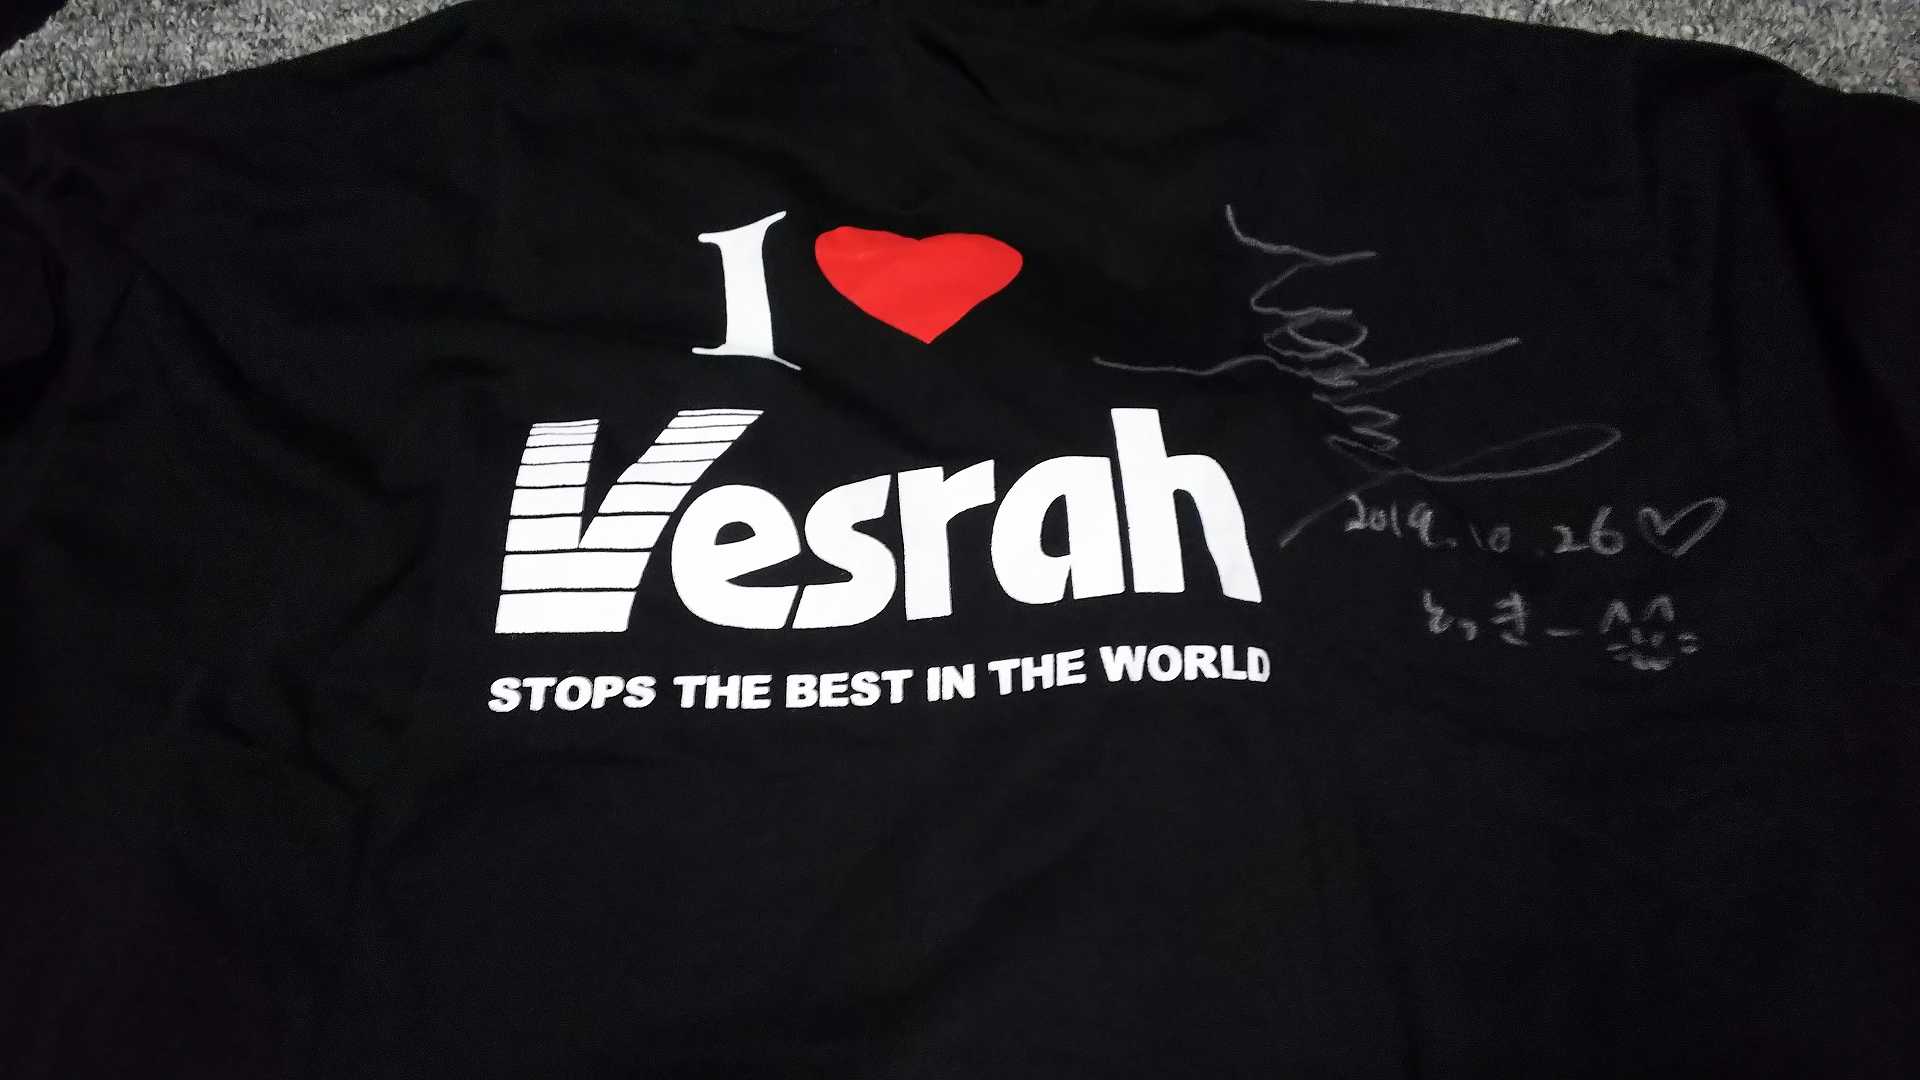 I ♥
Vesrah
STOPS THE BEST IN THE WORLD
2019.10.26♡
とっきー